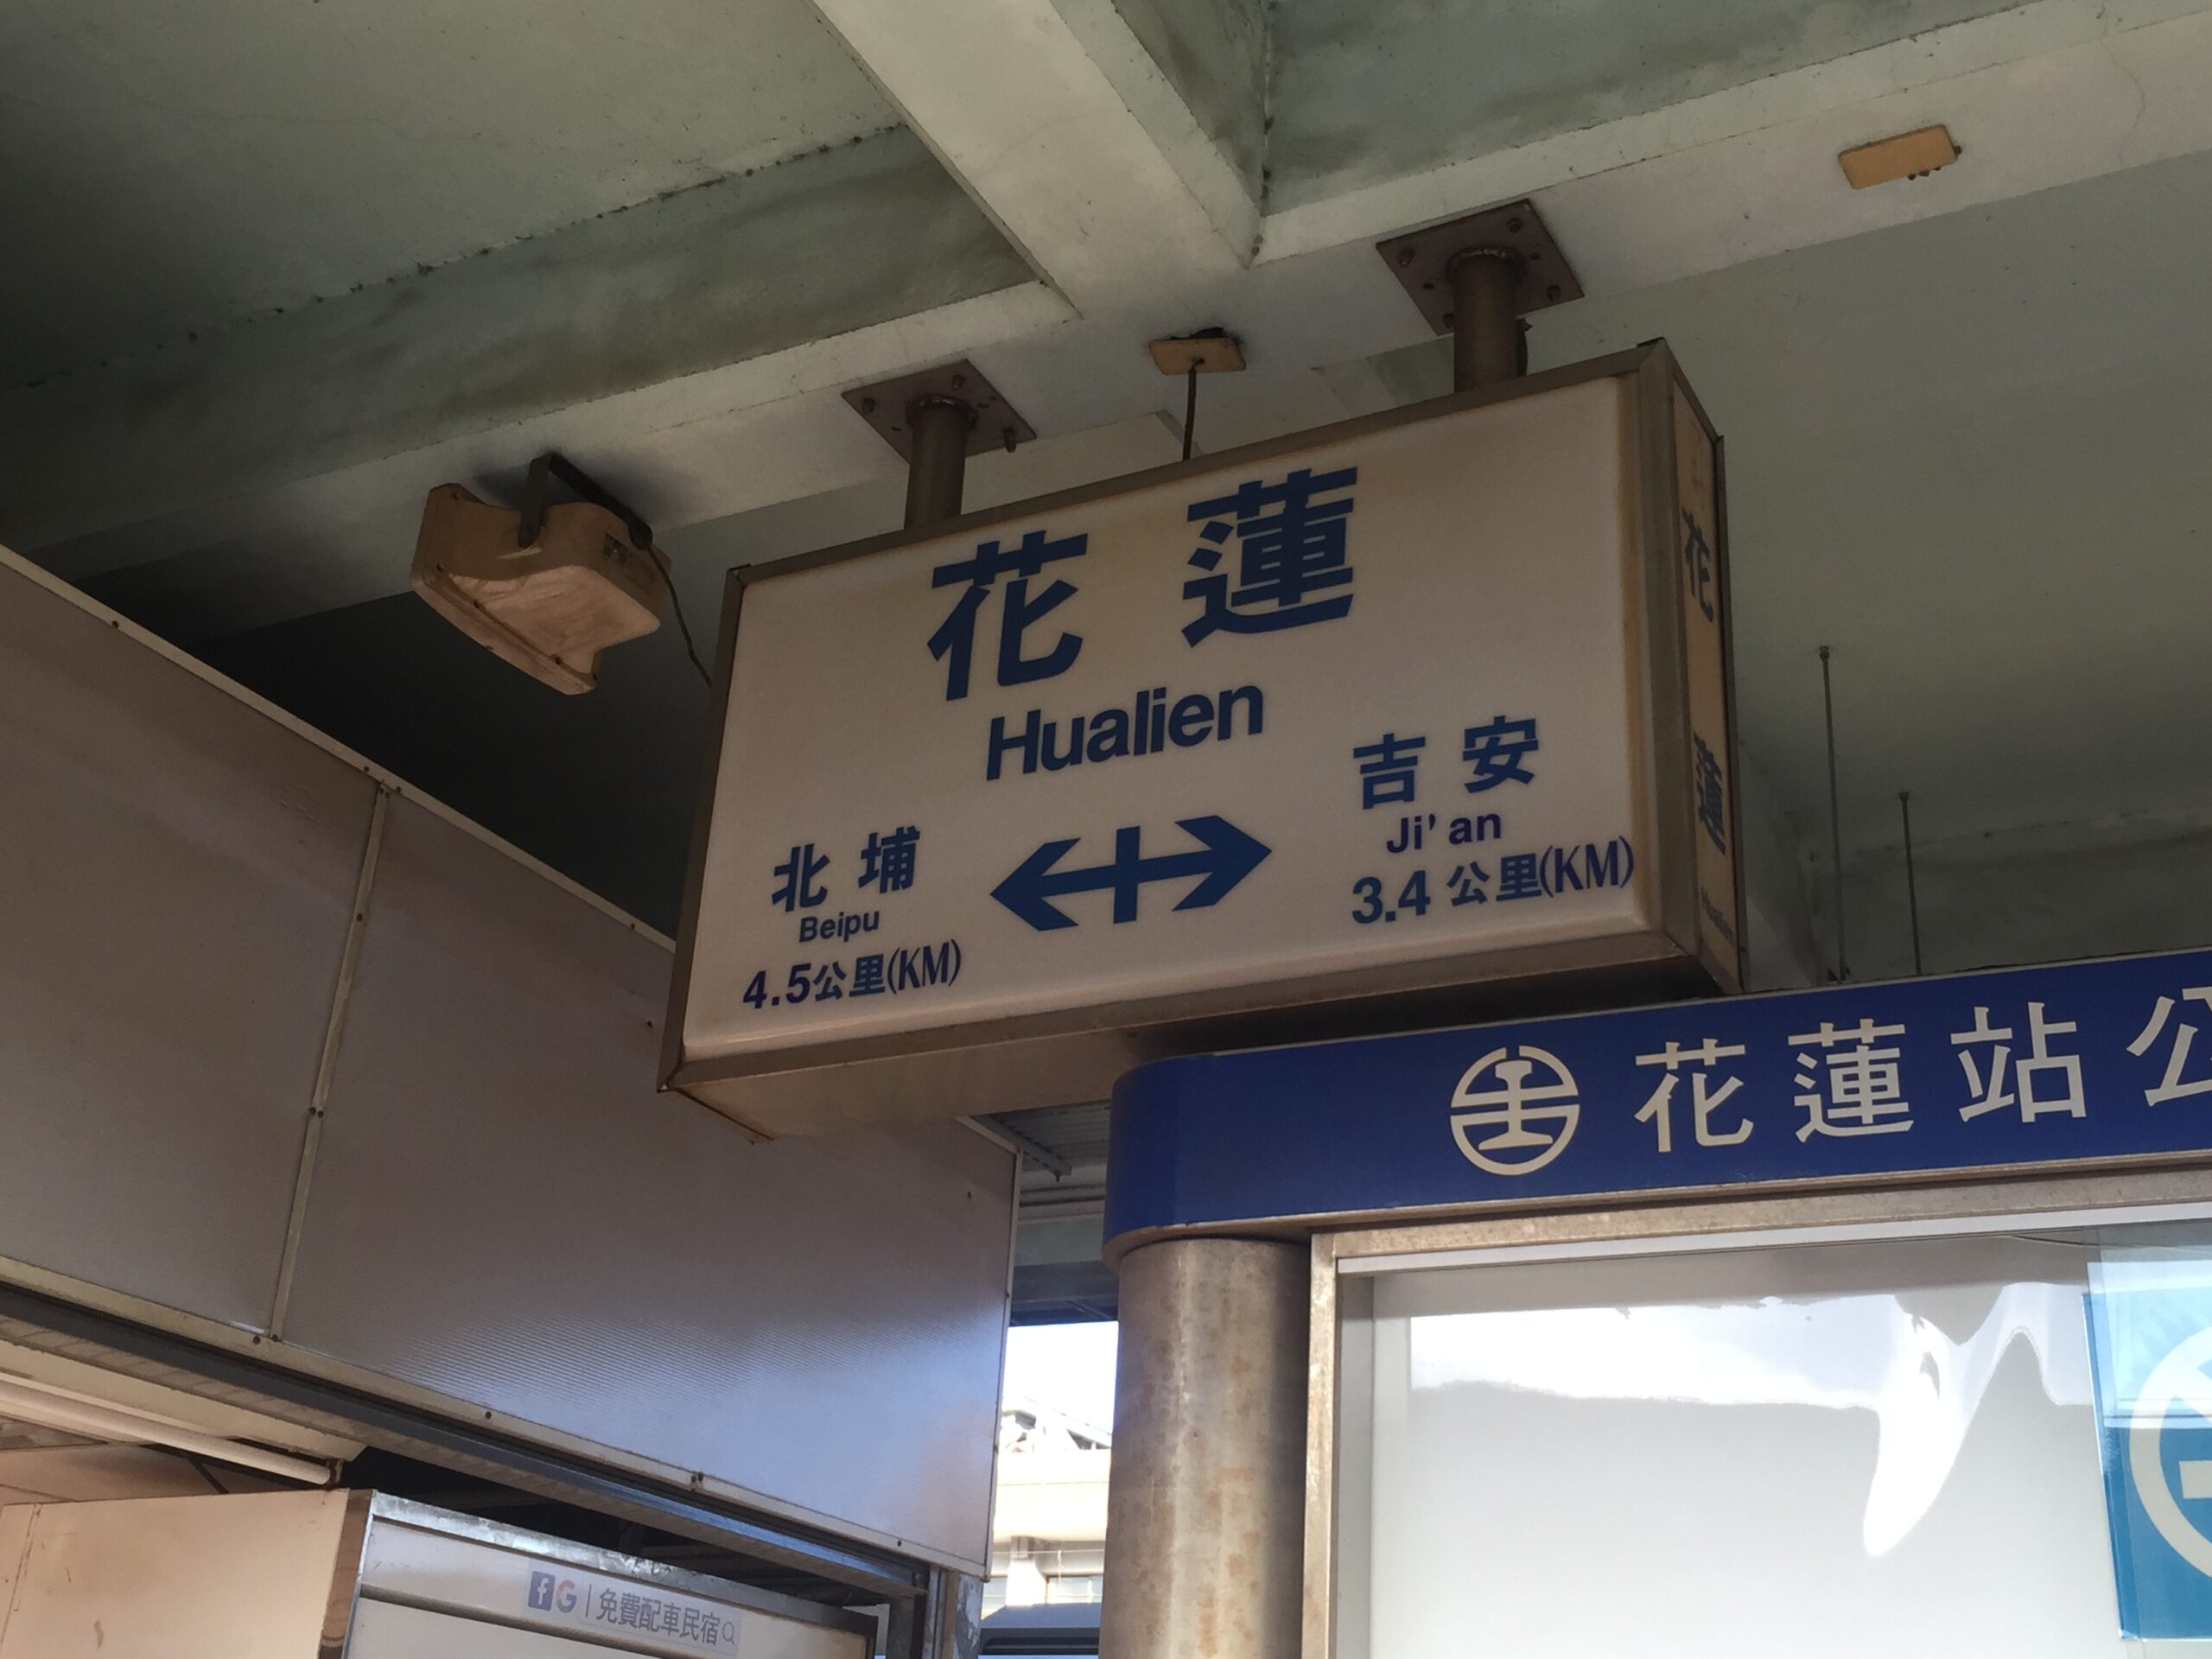 花蓮
Hualien
北埔
Beipu
4.5公里(KM)
吉安
Ji'an
3.4公里(KM)
花蓮
Hualien
花蓮站公
f G | 免費配車民宿